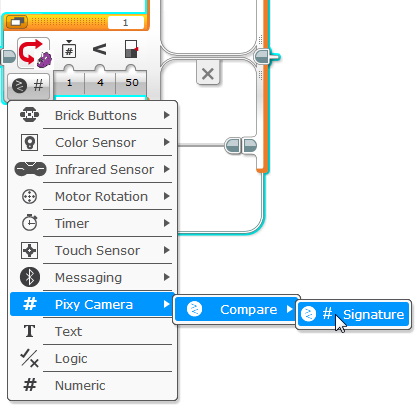 1
#
<
#
1 4 50
Brick Buttons
Color Sensor
Infrared Sensor
Motor Rotation
Timer
Touch Sensor
Messaging
# Pixy Camera
Compare
# Signature
T Text
Logic
# Numeric